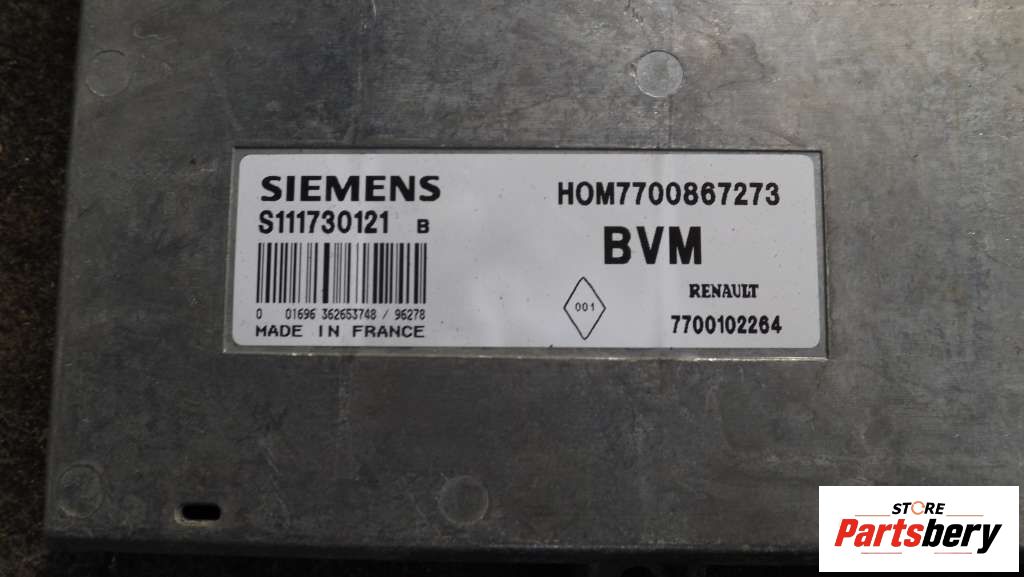 SIEMENS
S111730121 B
0 01696 362653748 / 96278
MADE IN FRANCE
HOM7700867273
BVM
001
RENAULT
7700102264
STORE
Partsbery